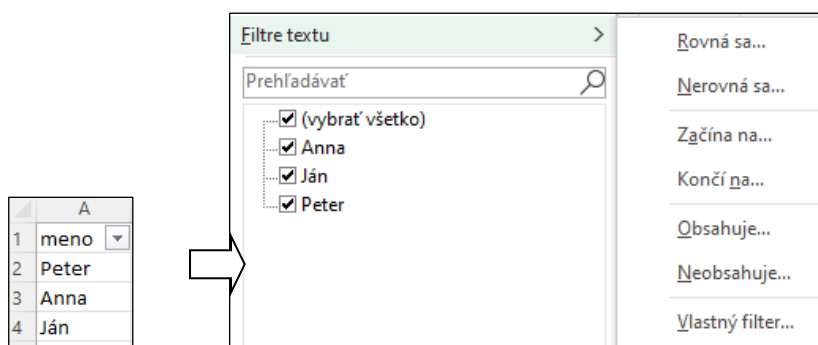 A
1 meno
2 Peter
3 Anna
4 Ján
Filtre textu
Prehľadávať
(vybrať všetko)
Anna
Ján
Peter
Rovná sa...
Nerovná sa...
Začína na...
Končí na...
Obsahuje...
Neobsahuje...
Vlastný filter...